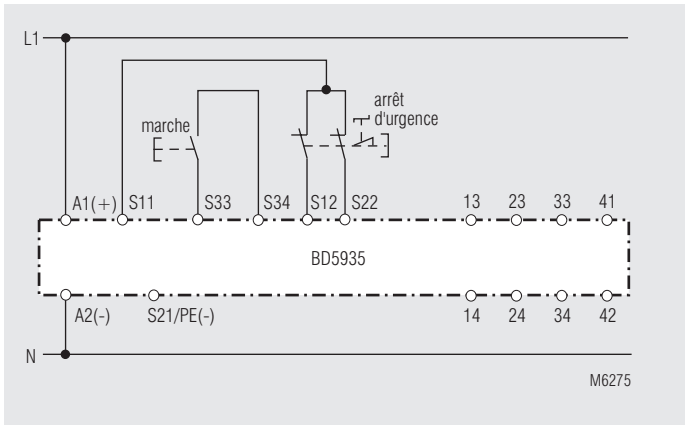 L1
arrêt
d'urgence
marche
A1(+) S11 S33 S34 S12 S22 13 23 33 41
BD5935
A2(-) S21/PE(-) 14 24 34 42
N
M6275